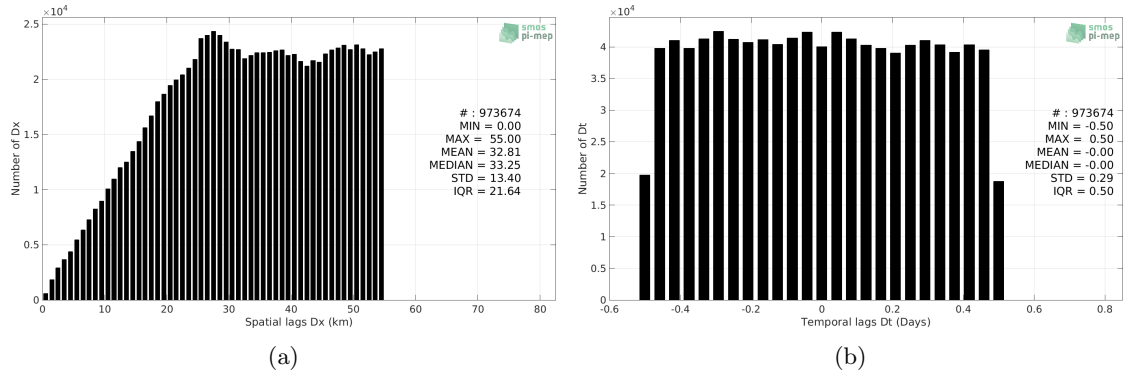 ×10⁴
2.5
2
1.5
1
0.5
0
Number of Dx
smos
pi-mep
# : 973674
MIN = 0.00
MAX = 55.00
MEAN = 32.81
MEDIAN = 33.25
STD = 13.40
IQR = 21.64
0 10 20 30 40 50 60 70 80
Spatial lags Dx (km)
(a)
×10⁴
4
3.5
3
2.5
2
1.5
1
0.5
0
Number of Dt
smos
pi-mep
# : 973674
MIN = -0.50
MAX = 0.50
MEAN = -0.00
MEDIAN = -0.00
STD = 0.29
IQR = 0.50
-0.6 -0.4 -0.2 0 0.2 0.4 0.6 0.8
Temporal lags Dt (Days)
(b)